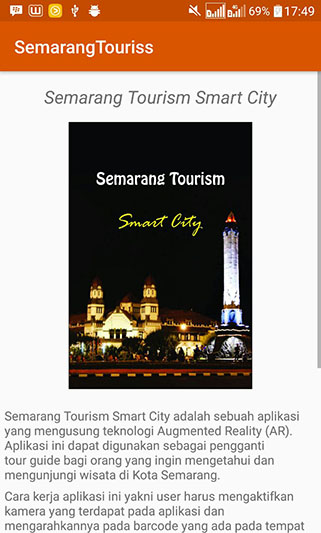 69% 17:49
SemarangTouriss
Semarang Tourism Smart City
Semarang Tourism
Smart City
Semarang Tourism Smart City adalah sebuah aplikasi
yang mengusung teknologi Augmented Reality (AR).
Aplikasi ini dapat digunakan sebagai pengganti
tour guide bagi orang yang ingin mengetahui dan
mengunjungi wisata di Kota Semarang.
Cara kerja aplikasi ini yakni user harus mengaktifkan
kamera yang terdapat pada aplikasi dan
mengarahkannya pada barcode yang ada pada tempat